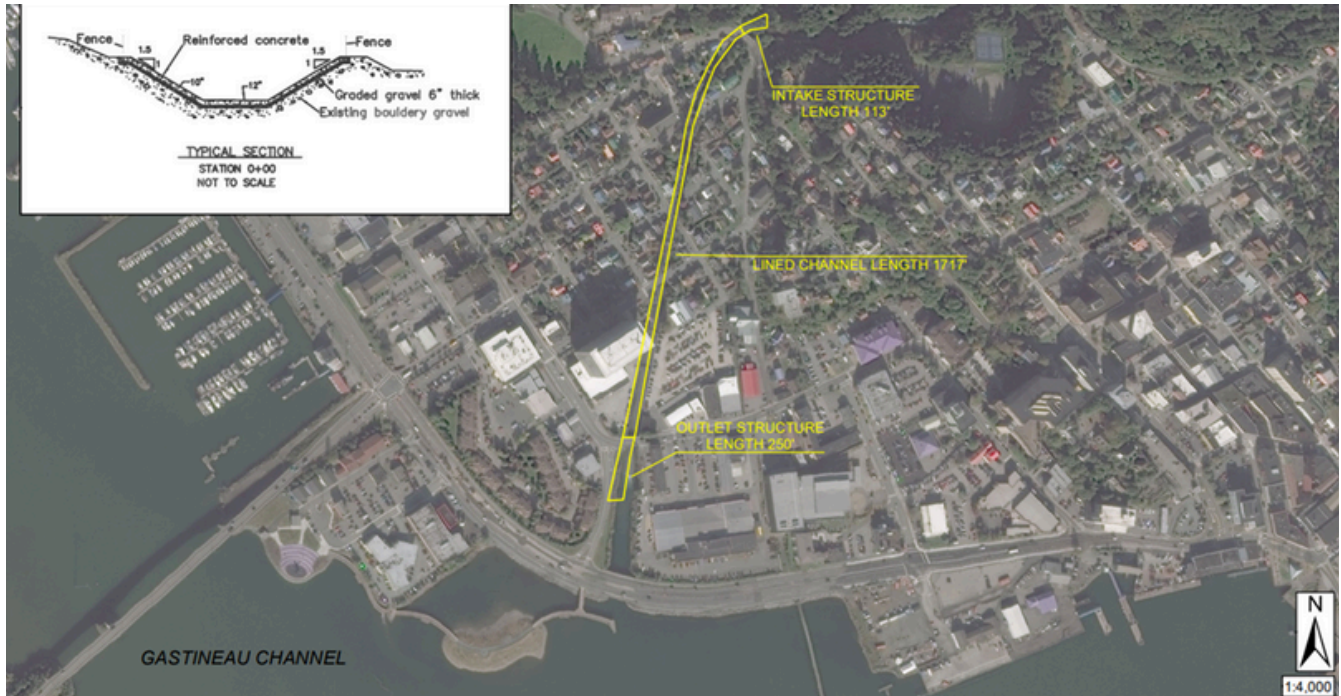 Fence
1.5
1
Reinforced concrete
1.5
1
Fence
10"
12"
Graded gravel 6" thick
Existing bouldery gravel
TYPICAL SECTION
STATION 0+00
NOT TO SCALE
INTAKE STRUCTURE
LENGTH 113'
LINED CHANNEL LENGTH 1717'
OUTLET STRUCTURE
LENGTH 250'
GASTINEAU CHANNEL
N
1:4,000